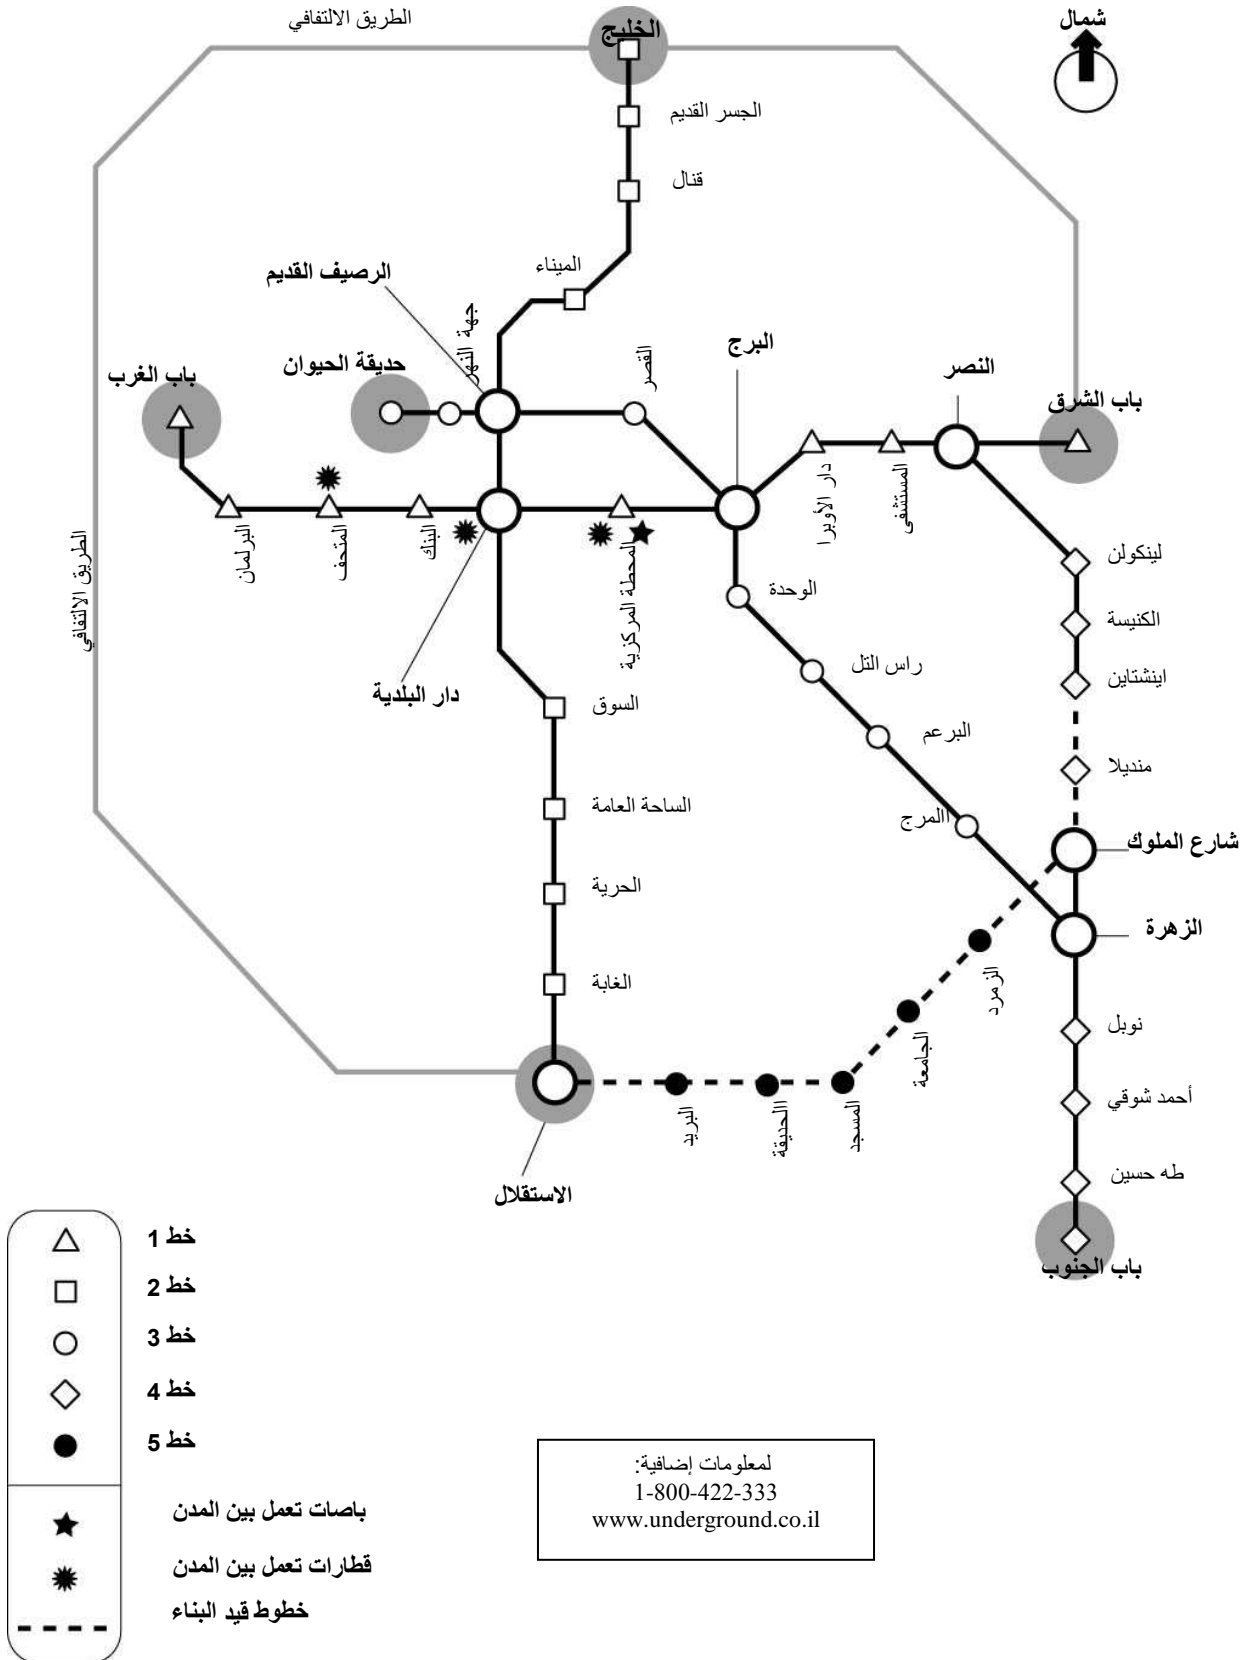 الطريق الالتفافي
الخليج
شمال
الجسر القديم
قنال
الميناء
الرصيف القديم
جهة النهر
القصر
البرج
حديقة الحيوان
باب الغرب
النصر
باب الشرق
دار الأوبرا
المستشفى
البرلمان
المتحف
البنك
المحطة المركزية
الطريق الالتفافي
لينكولن
الوحدة
الكنيسة
راس التل
اينشتاين
دار البلدية
السوق
البرعم
منديلا
الساحة العامة
االمرج
شارع الملوك
الحرية
الزهرة
الزمرد
الغابة
نوبل
الجامعة
أحمد شوقي
البريد
االحديقة
المسجد
طه حسين
الاستقلال
باب الجنوب
خط 1
خط 2
خط 3
خط 4
خط 5
باصات تعمل بين المدن
قطارات تعمل بين المدن
خطوط قيد البناء
لمعلومات إضافية:
1-800-422-333
www.underground.co.il